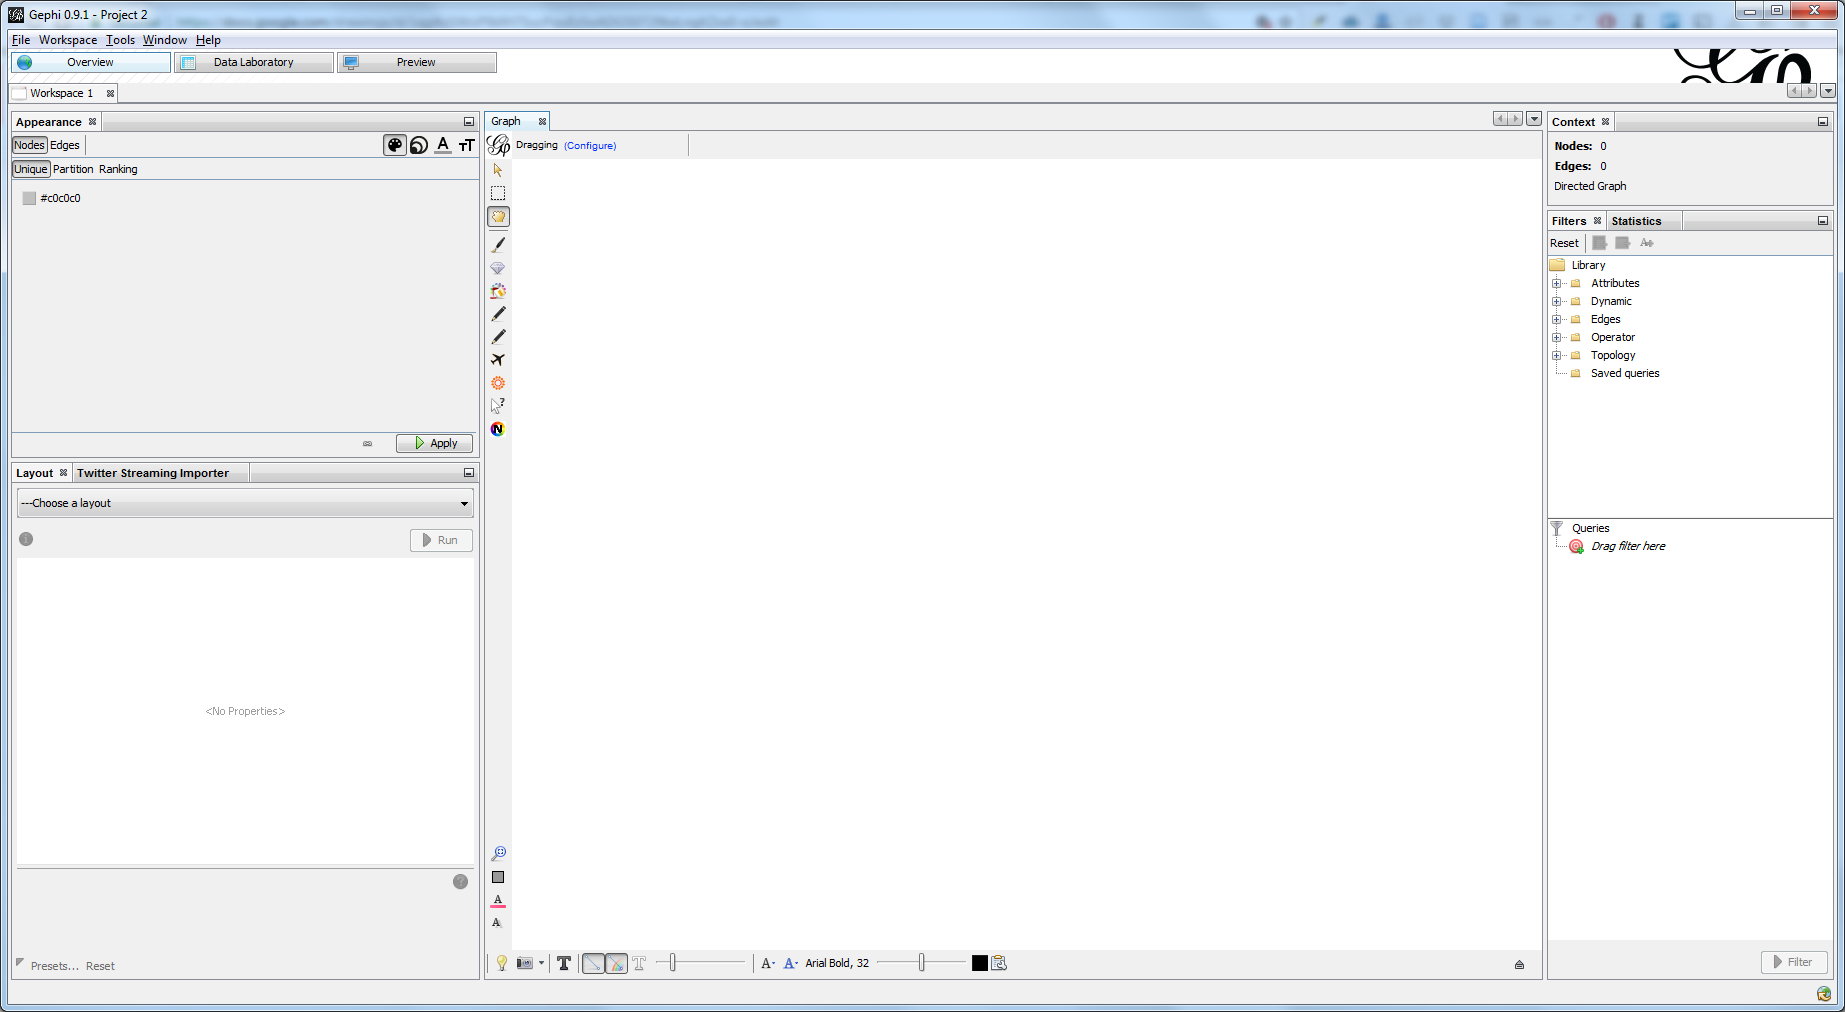 Gephi 0.9.1 - Project 2
File Workspace Tools Window Help
Overview Data Laboratory Preview
Workspace 1
Appearance
Nodes Edges
Unique Partition Ranking
#c0c0c0
Apply
Layout Twitter Streaming Importer
---Choose a layout
Run
<No Properties>
Presets... Reset
Graph
Dragging (Configure)
Arial Bold, 32
Context
Nodes: 0
Edges: 0
Directed Graph
Filters Statistics
Reset
Library
Attributes
Dynamic
Edges
Operator
Topology
Saved queries
Queries
Drag filter here
Filter